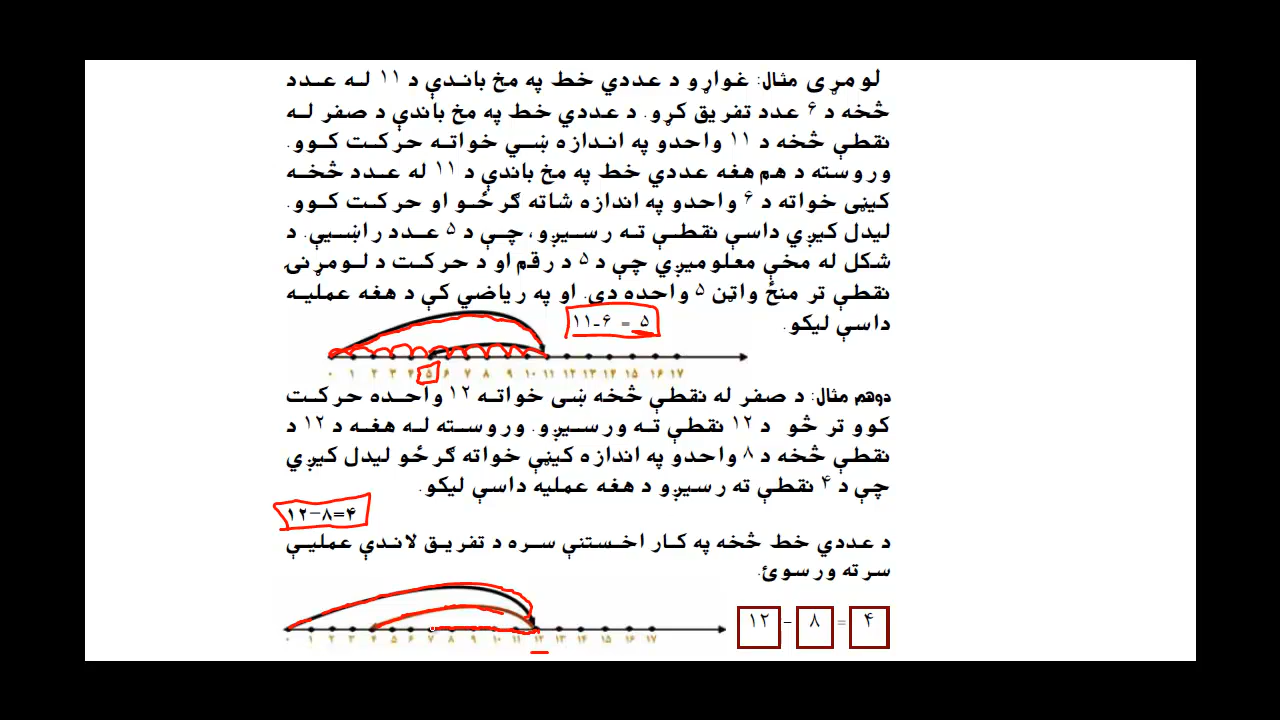 لومړی مثال: غواړو د عددي خط په مخ باندې د ۱۱ له عدد
څخه د ۶ عدد تفریق کړو. د عددي خط په مخ باندې د صفر له
نقطې څخه د ۱۱ واحدو په اندازه ښي خواته حرکت کوو.
وروسته د هم هغه عددي خط په مخ باندې د ۱۱ له عدد څخه
کیڼی خواته د ۶ واحدو په اندازه شاته ګرځو او حرکت کوو.
لیدل کیږي داسې نقطې ته رسیږو، چې د ۵ عدد راښیې. د
شکل له مخې معلومیږي چې د ۵ د رقم او د حرکت د لومړنۍ
نقطې تر منځ واټن ۵ واحده دی. او په ریاضي کې د هغه عملیه
داسې لیکو.
۱۱-۶ = ۵
۰ ۱ ۲ ۳ ۴ ۵ ۶ ۷ ۸ ۹ ۱۰ ۱۱ ۱۲ ۱۳ ۱۴ ۱۵ ۱۶ ۱۷
دوهم مثال: د صفر له نقطې څخه ښی خواته ۱۲ واحده حرکت
کوو تر څو د ۱۲ نقطې ته ورسیږو. وروسته له هغه د ۱۲ د
نقطې څخه د ۸ واحدو په اندازه کیڼې خواته ګرځو لیدل کیږي
چې د ۴ نقطې ته رسیږو د هغه عملیه داسې لیکو.
۱۲-۸=۴
د عددي خط څخه په کار اخستنې سره د تفریق لاندې عملیې
سرته ورسوئ.
۱۲ - ۸ = ۴
۰ ۱ ۲ ۳ ۴ ۵ ۶ ۷ ۸ ۹ ۱۰ ۱۱ ۱۲ ۱۳ ۱۴ ۱۵ ۱۶ ۱۷